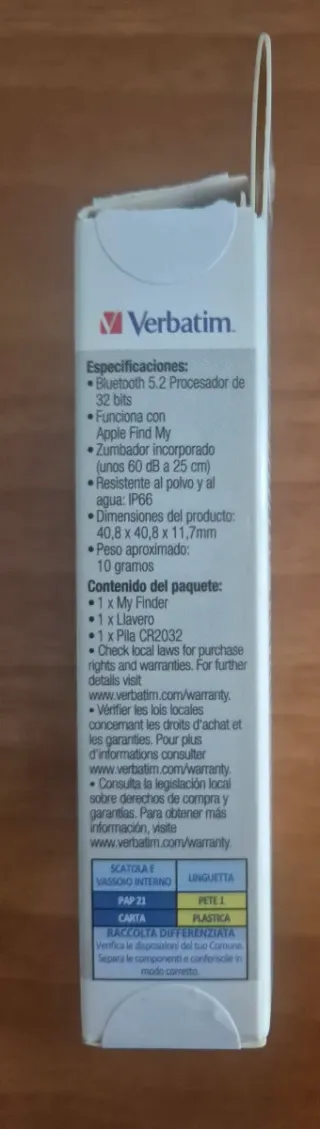 Verbatim.
Especificaciones:
• Bluetooth 5.2 Procesador de
32 bits
• Funciona con
Apple Find My
• Zumbador incorporado
(unos 60 dB a 25 cm)
• Resistente al polvo y al
agua: IP66
• Dimensiones del producto:
40,8 x 40,8 x 11,7mm
• Peso aproximado:
10 gramos
Contenido del paquete:
• 1 x My Finder
• 1 x Llavero
• 1 x Pila CR2032
• Check local laws for purchase
rights and warranties. For further
details visit
www.verbatim.com/warranty.
• Vérifier les lois locales
concernant les droits d'achat et
les garanties. Pour plus
d'informations consulter
www.verbatim.com/warranty.
• Consulta la legislación local
sobre derechos de compra y
garantías. Para obtener más
información, visite
www.verbatim.com/warranty.
SCATOLA E
VASSOIO INTERNO
LINGUETTA
PAP 21
PETE 1
CARTA
PLASTICA
RACCOLTA DIFFERENZIATA
Verifica le disposizioni del tuo Comune.
Separa le componenti e conferiscile in
modo corretto.